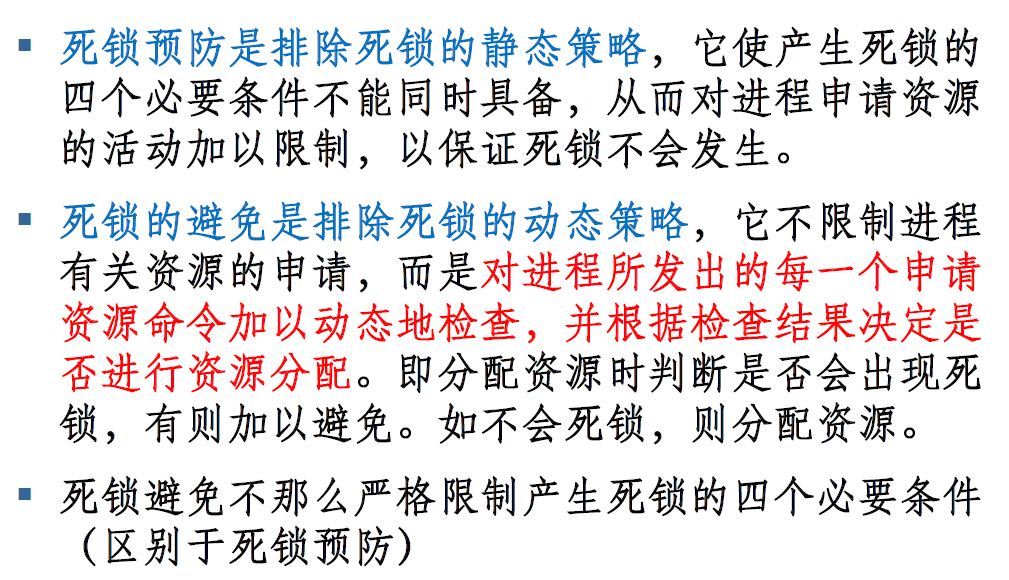 死锁预防是排除死锁的静态策略，它使产生死锁的
四个必要条件不能同时具备，从而对进程申请资源
的活动加以限制，以保证死锁不会发生。
死锁的避免是排除死锁的动态策略，它不限制进程
有关资源的申请，而是对进程所发出的每一个申请
资源命令加以动态地检查，并根据检查结果决定是
否进行资源分配。即分配资源时判断是否会出现死
锁，有则加以避免。如不会死锁，则分配资源。
死锁避免不那么严格限制产生死锁的四个必要条件
（区别于死锁预防）